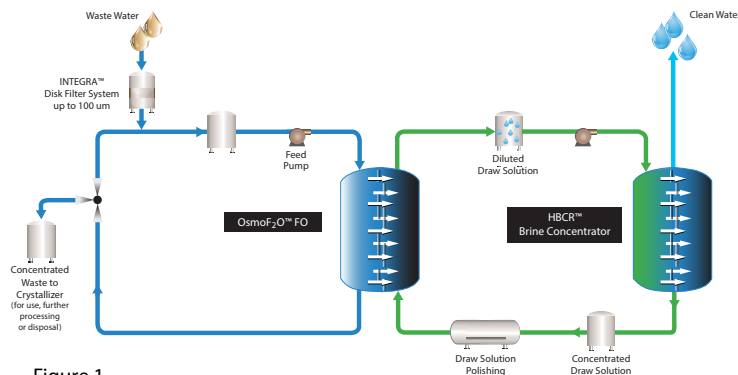 Waste Water
INTEGRA™
Disk Filter System
up to 100 um
Feed
Pump
OsmoF₂O™ FO
Concentrated
Waste to
Crystallizer
(for use, further
processing
or disposal)
Diluted
Draw Solution
Clean Wate
HBCR™
Brine Concentrator
Draw Solution
Polishing
Concentrated
Draw Solution
Figure 1